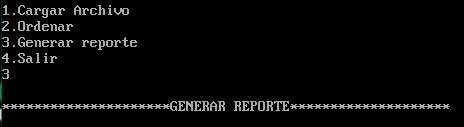 1.Cargar Archivo
2.Ordenar
3.Generar reporte
4.Salir
3
*********************GENERAR REPORTE********************